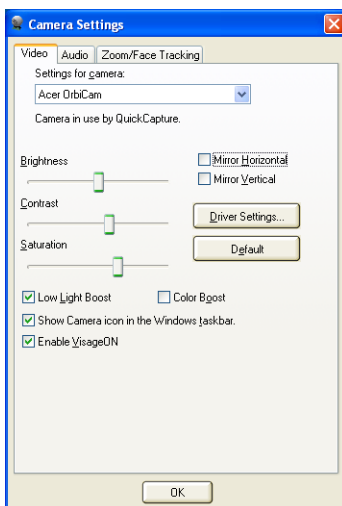 Camera Settings
Video Audio Zoom/Face Tracking
Settings for camera:
Acer OrbiCam
Camera in use by QuickCapture.
Brightness
Mirror Horizontal
Mirror Vertical
Contrast
Driver Settings...
Saturation
Default
Low Light Boost
Color Boost
Show Camera icon in the Windows taskbar.
Enable VisageON
OK